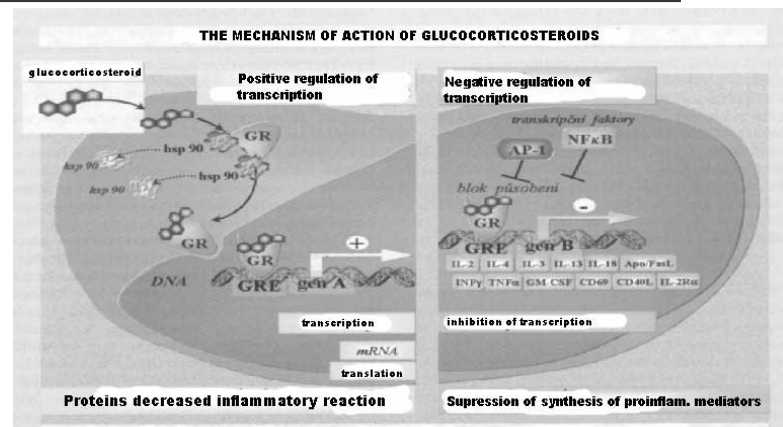 THE MECHANISM OF ACTION OF GLUCOCORTICOSTEROIDS
glucocorticosteroid
Positive regulation of
transcription
GR
hsp 90
hsp 90
hsp 90
hsp 90
GR
GR
DNA
GRE gen A
+
transcription
mRNA
translation
Proteins decreased inflammatory reaction
Negative regulation of
transcription
transkripční faktory
AP-1
NFκB
blok působení
GR
-
GRE gen B
IL-2 IL-4 IL-3 IL-13 IL-18 Apo/FasL
INFγ TNFα GM CSF CD69 CD40L IL-2Rα
inhibition of transcription
Supression of synthesis of proinflam. mediators